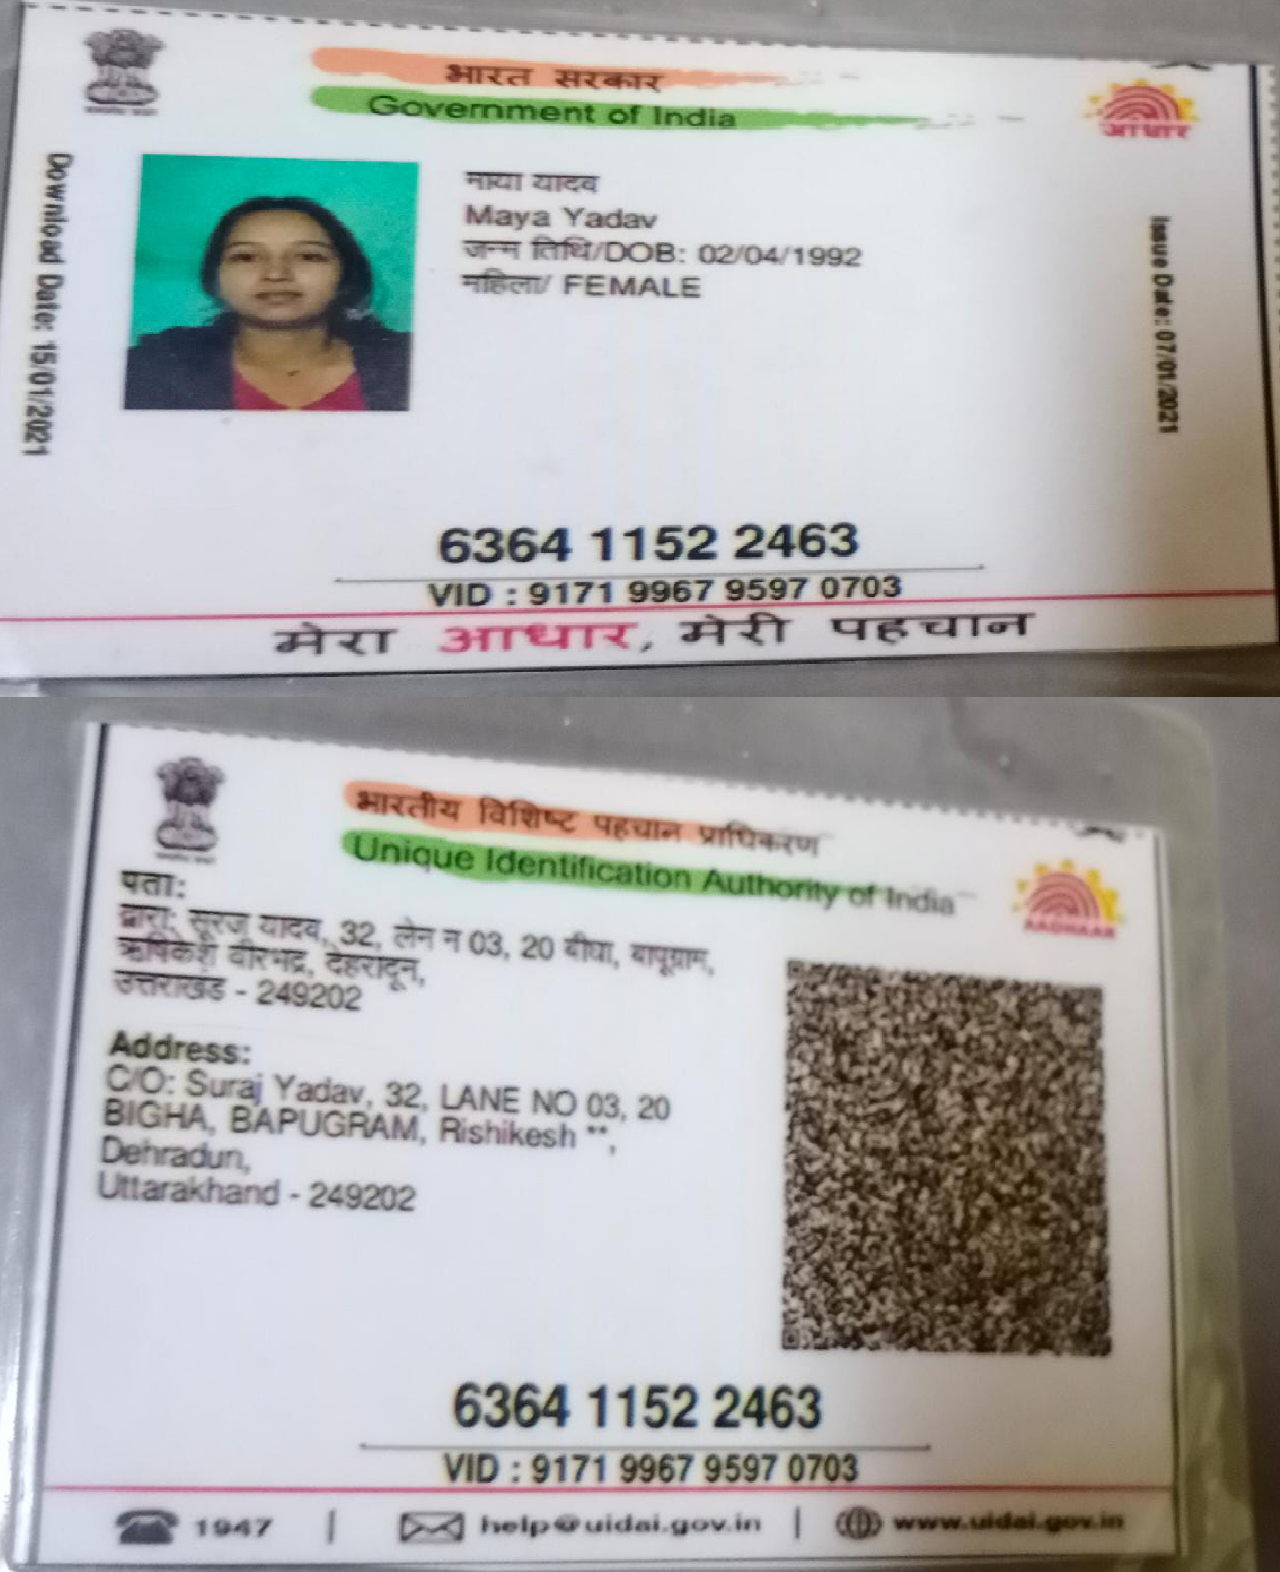 भारत सरकार
Government of India
Download Date: 15/01/2021
माया यादव
Maya Yadav
जन्म तिथि/DOB: 02/04/1992
महिला/ FEMALE
Issue Date: 07/01/2021
आधार
6364 1152 2463
VID : 9171 9967 9597 0703
मेरा आधार, मेरी पहचान
भारतीय विशिष्ट पहचान प्राधिकरण
Unique Identification Authority of India
AADHAAR
पता:
द्वारा: सूरज यादव, 32, लेन न 03, 20 बीघा, बापूग्राम,
ऋषिकेश वीरभद्र, देहरादून,
उत्तराखंड - 249202
Address:
C/O: Suraj Yadav, 32, LANE NO 03, 20
BIGHA, BAPUGRAM, Rishikesh **,
Dehradun,
Uttarakhand - 249202
6364 1152 2463
VID : 9171 9967 9597 0703
1947 | help@uidai.gov.in | www.uidai.gov.in